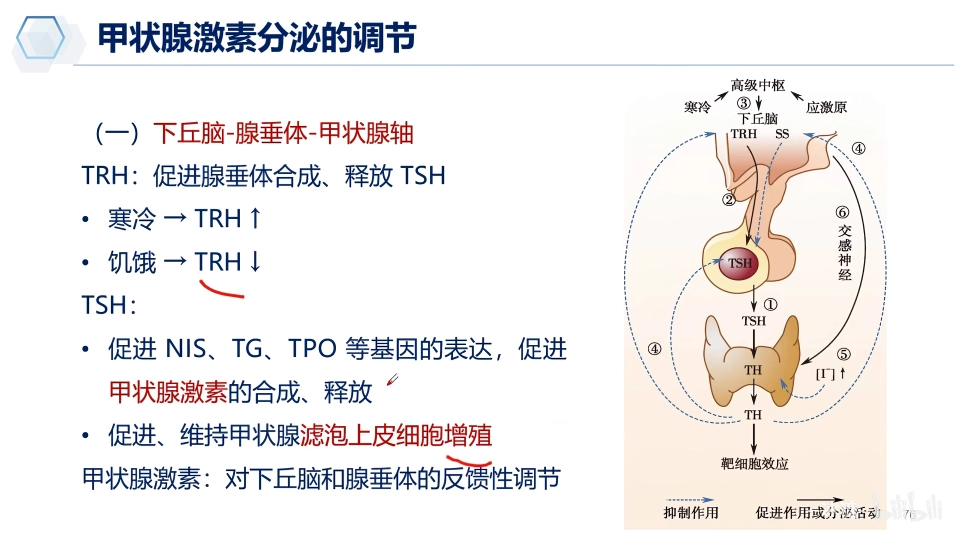 甲状腺激素分泌的调节
（一）下丘脑-腺垂体-甲状腺轴
TRH：促进腺垂体合成、释放 TSH
• 寒冷 → TRH↑
• 饥饿 → TRH↓
TSH：
• 促进 NIS、TG、TPO 等基因的表达，促进
甲状腺激素的合成、释放
• 促进、维持甲状腺滤泡上皮细胞增殖
甲状腺激素：对下丘脑和腺垂体的反馈性调节
高级中枢
寒冷
③
应激原
下丘脑
TRH
SS
④
②
⑥
交感神经
TSH
①
TSH
④
⑤
[I⁻]↑
TH
TH
靶细胞效应
抑制作用
促进作用或分泌活动
76